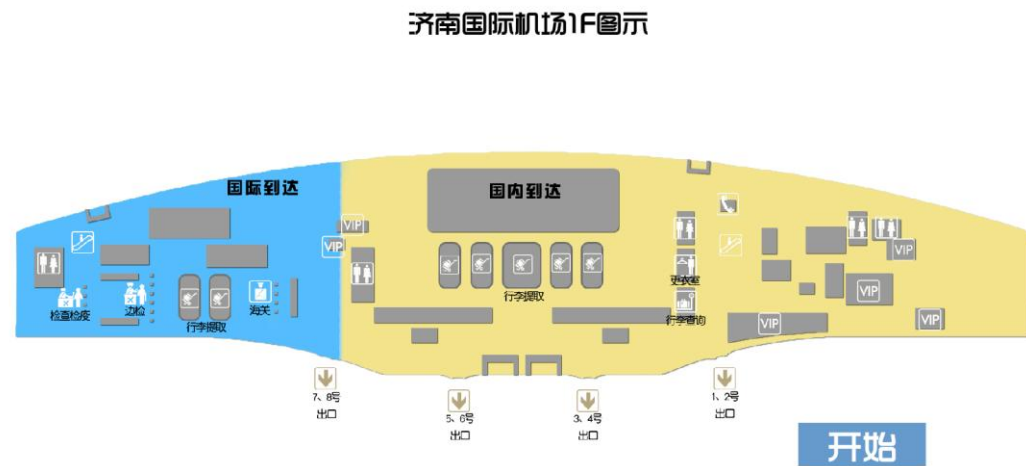 济南国际机场1F图示
国际到达
国内到达
VIP
VIP
VIP
VIP
VIP
VIP
更衣室
行李提取
行李查询
检查检疫
边检
行李提取
海关
7、8号
出口
5、6号
出口
3、4号
出口
1、2号
出口
开始